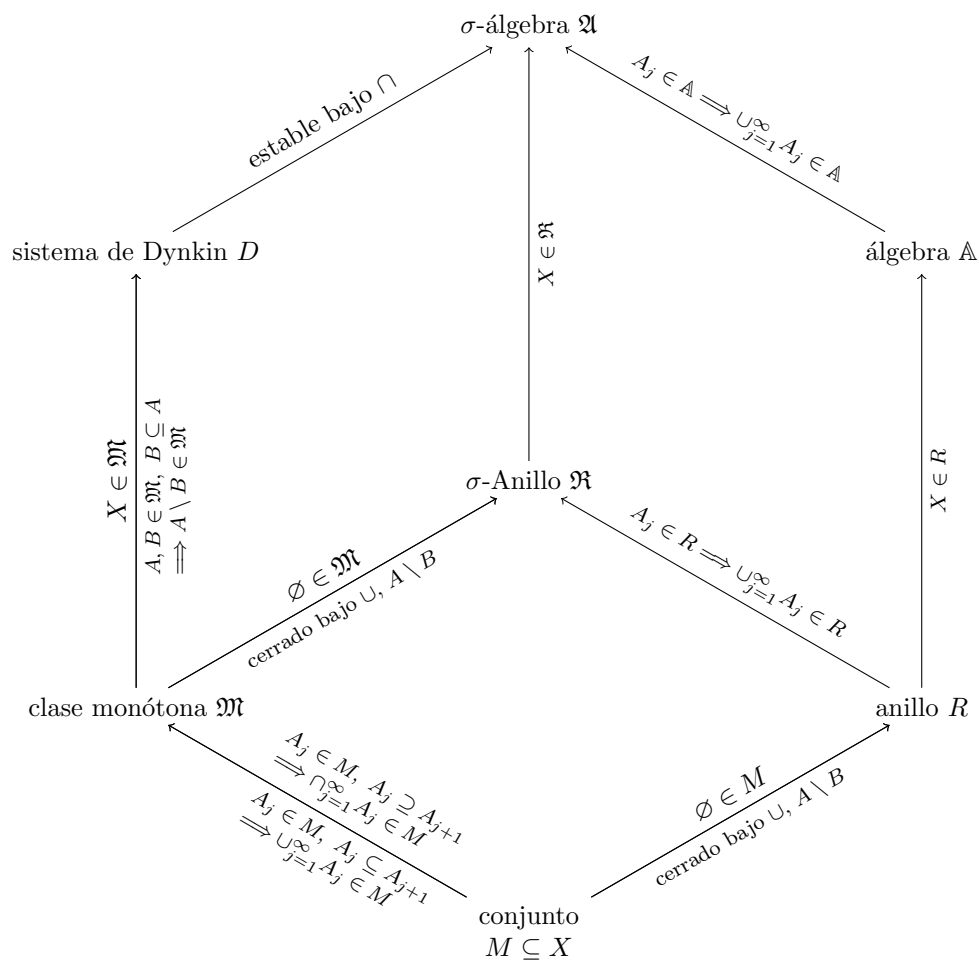 σ-álgebra 𝔄
estable bajo ∩
A_j ∈ 𝔸 ⟹ ∪_{j=1}^∞ A_j ∈ 𝔸
sistema de Dynkin D
X ∈ ℜ
álgebra 𝔸
X ∈ 𝔐
A, B ∈ 𝔐, B ⊆ A
⟹ A \ B ∈ 𝔐
σ-Anillo ℜ
X ∈ R
∅ ∈ 𝔐
cerrado bajo ∪, A \ B
A_j ∈ R ⟹ ∪_{j=1}^∞ A_j ∈ R
clase monótona 𝔐
anillo R
A_j ∈ M, A_j ⊇ A_{j+1}
⟹ ∩_{j=1}^∞ A_j ∈ M
A_j ∈ M, A_j ⊆ A_{j+1}
⟹ ∪_{j=1}^∞ A_j ∈ M
∅ ∈ M
cerrado bajo ∪, A \ B
conjunto
M ⊆ X